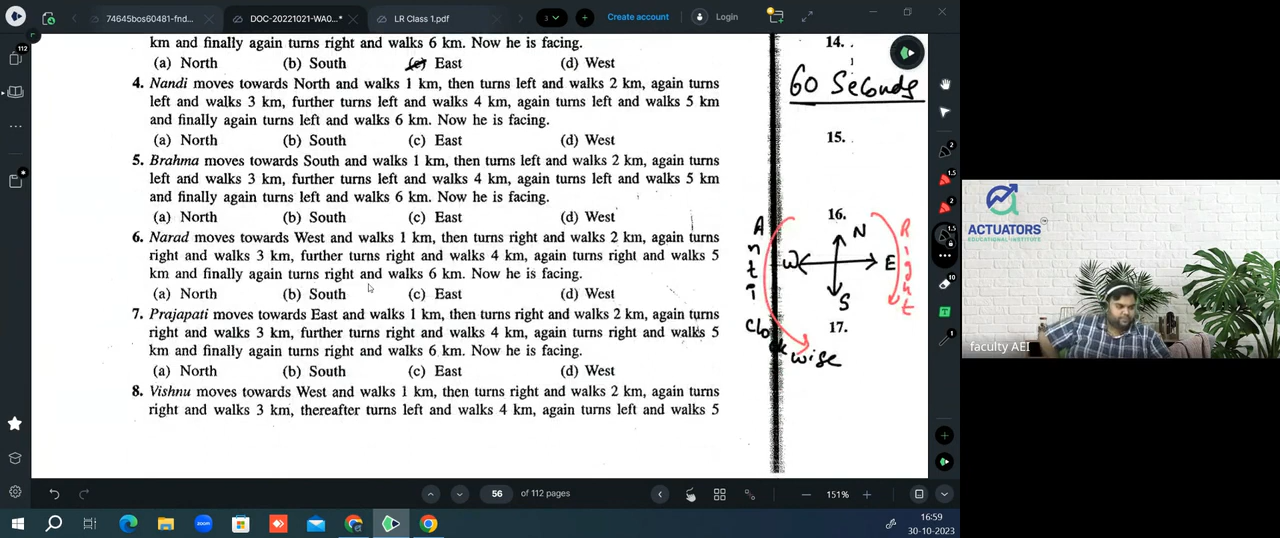 74645bos60481-fnd...
DOC-20221021-WA0...*
LR Class 1.pdf
3
Create account
Login
112
km and finally again turns right and walks 6 km. Now he is facing.
(a) North (b) South (c) East (d) West
4. Nandi moves towards North and walks 1 km, then turns left and walks 2 km, again turns
left and walks 3 km, further turns left and walks 4 km, again turns left and walks 5 km
and finally again turns left and walks 6 km. Now he is facing.
(a) North (b) South (c) East (d) West
5. Brahma moves towards South and walks 1 km, then turns left and walks 2 km, again turns
left and walks 3 km, further turns left and walks 4 km, again turns left and walks 5 km
and finally again turns left and walks 6 km. Now he is facing.
(a) North (b) South (c) East (d) West
6. Narad moves towards West and walks 1 km, then turns right and walks 2 km, again turns
right and walks 3 km, further turns right and walks 4 km, again turns right and walks 5
km and finally again turns right and walks 6 km. Now he is facing.
(a) North (b) South (c) East (d) West
7. Prajapati moves towards East and walks 1 km, then turns right and walks 2 km, again turns
right and walks 3 km, further turns right and walks 4 km, again turns right and walks 5
km and finally again turns right and walks 6 km. Now he is facing.
(a) North (b) South (c) East (d) West
8. Vishnu moves towards West and walks 1 km, then turns right and walks 2 km, again turns
right and walks 3 km, thereafter turns left and walks 4 km, again turns left and walks 5
14.
60 Seconds
15.
16.
N
W
E
S
Anti
Clockwise
Right
17.
2
1.5
2
1.5
1
ACTUATORS
EDUCATIONAL INSTITUTE
faculty AEI
56 of 112 pages
151%
zoom
16:59
30-10-2023